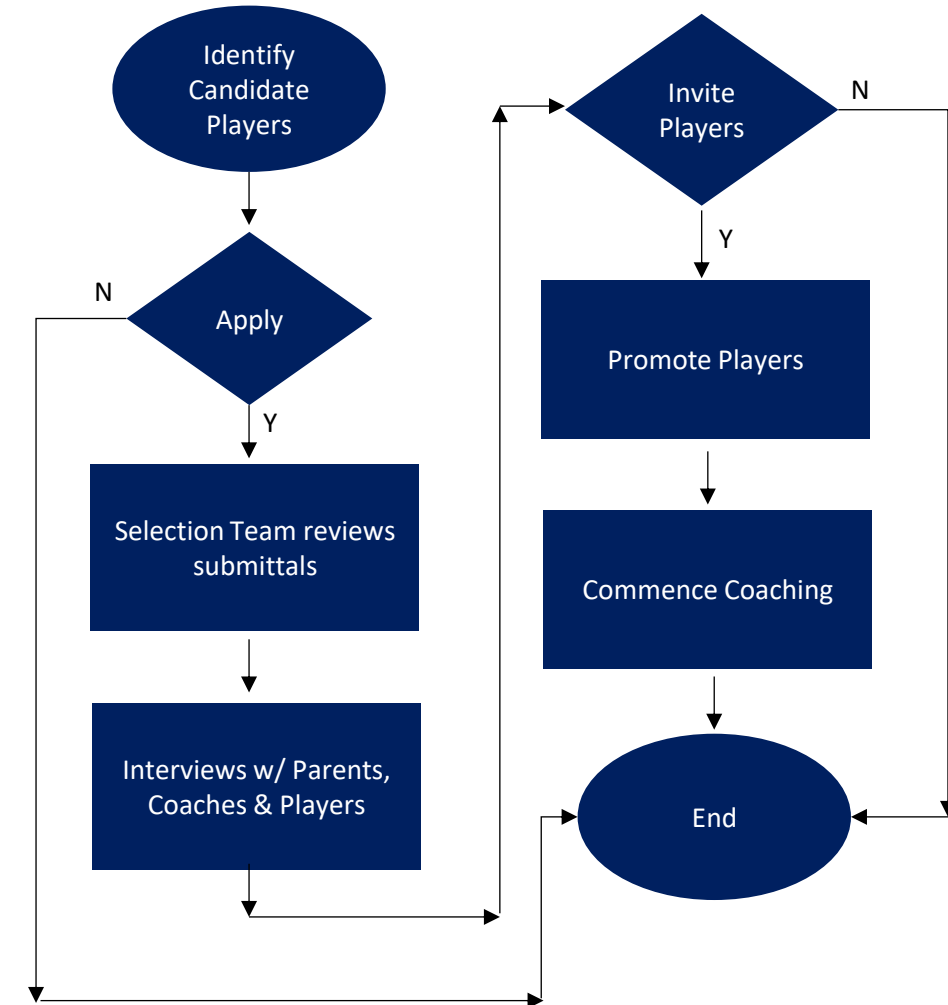 Identify
Candidate
Players
N
Apply
Y
Selection Team reviews
submittals
Interviews w/ Parents,
Coaches & Players
Invite
Players
N
Y
Promote Players
Commence Coaching
End